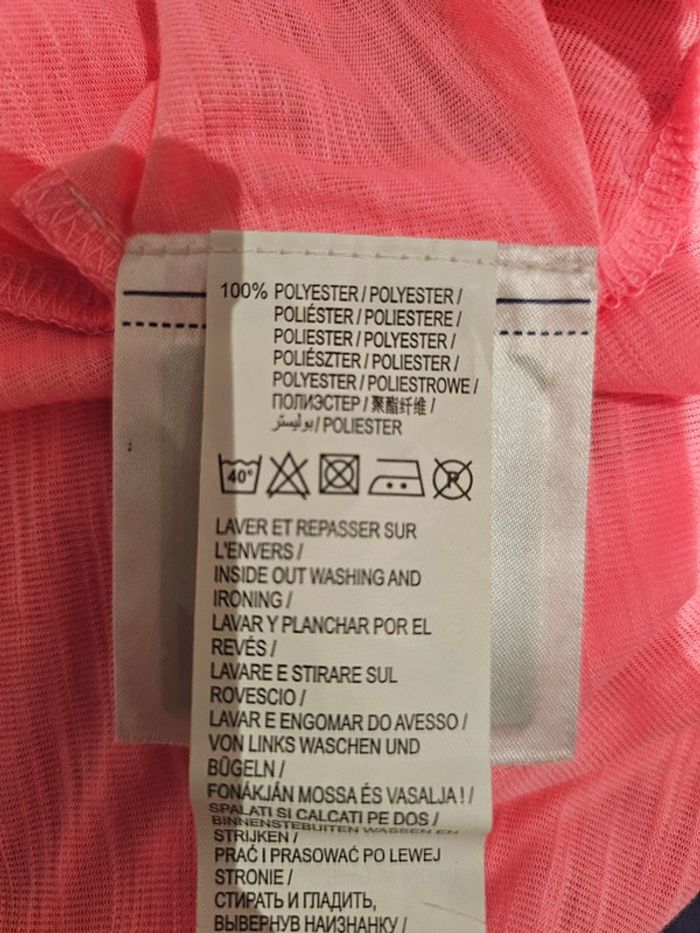 100% POLYESTER / POLYESTER /
POLIÉSTER / POLIESTERE /
POLIESTER / POLYESTER /
POLIÉSZTER / POLIESTER /
POLYESTER / POLIESTROWE /
ПОЛИЭСТЕР / 聚酯纤维 /
بوليستر / POLIESTER
40°
LAVER ET REPASSER SUR
L'ENVERS /
INSIDE OUT WASHING AND
IRONING /
LAVAR Y PLANCHAR POR EL
REVÉS /
LAVARE E STIRARE SUL
ROVESCIO /
LAVAR E ENGOMAR DO AVESSO /
VON LINKS WASCHEN UND
BÜGELN /
FONÁKJÁN MOSSA ÉS VASALJA ! /
SPALATI SI CALCATI PE DOS /
BINNENSTEBUITEN WASSEN EN
STRIJKEN /
PRAĆ I PRASOWAĆ PO LEWEJ
STRONIE /
СТИРАТЬ И ГЛАДИТЬ,
ВЫВЕРНУВ НАИЗНАНКУ /